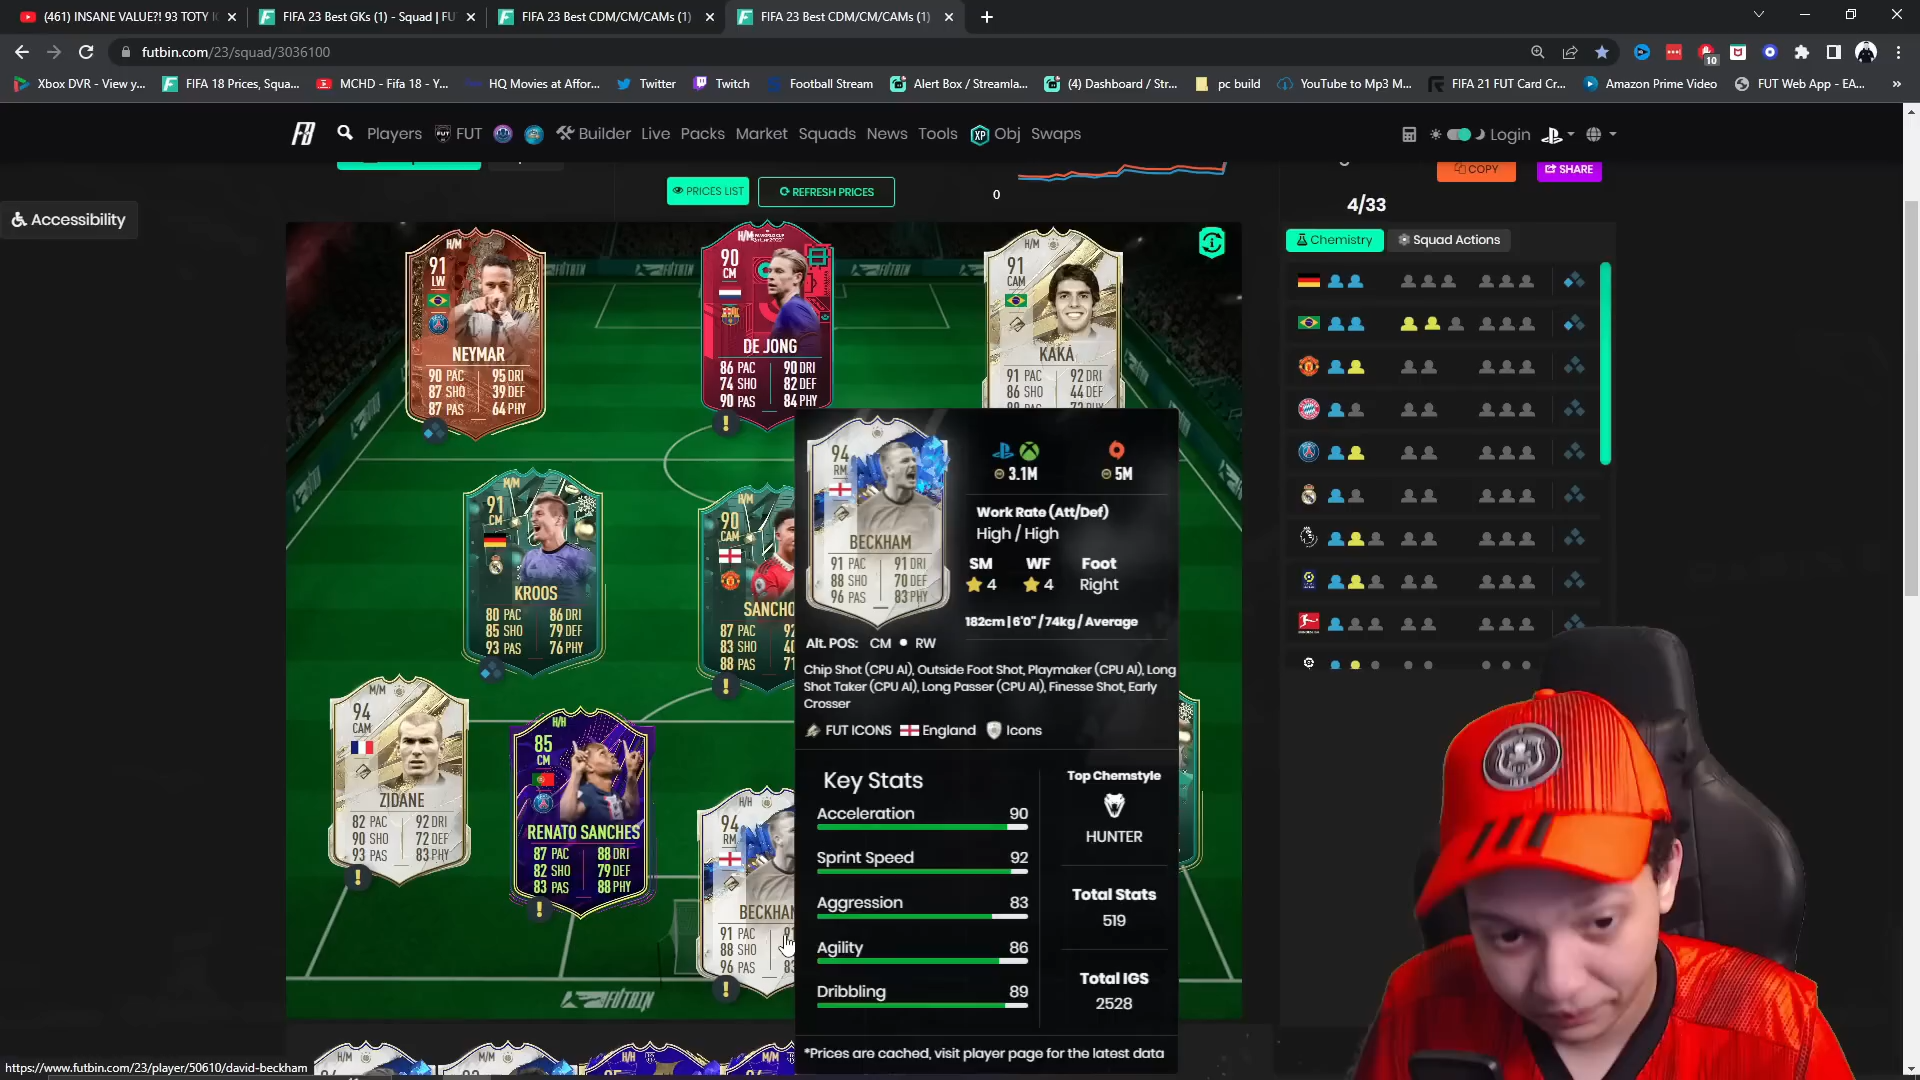 (461) INSANE VALUE?! 93 TOTY IC
FIFA 23 Best GKs (1) - Squad | FU
FIFA 23 Best CDM/CM/CAMs (1)
FIFA 23 Best CDM/CM/CAMs (1)
futbin.com/23/squad/3036100
10
Xbox DVR - View y...
FIFA 18 Prices, Squa...
MCHD - Fifa 18 - Y...
HQ Movies at Affor...
Twitter
Twitch
Football Stream
Alert Box / Streamla...
(4) Dashboard / Str...
pc build
YouTube to Mp3 M...
FIFA 21 FUT Card Cr...
Amazon Prime Video
FUT Web App - EA...
Players
FUT
Builder
Live
Packs
Market
Squads
News
Tools
XP Obj
Swaps
Login
PRICES LIST
REFRESH PRICES
0
COPY
SHARE
4/33
Accessibility
Chemistry
Squad Actions
H/M
91
LW
NEYMAR
90 PAC 95 DRI
87 SHO 39 DEF
87 PAS 64 PHY
H/M
90
CM
DE JONG
86 PAC 90 DRI
74 SHO 82 DEF
90 PAS 84 PHY
H/M
91
CAM
KAKÁ
91 PAC 92 DRI
86 SHO 44 DEF
M/M
91
CM
KROOS
80 PAC 86 DRI
85 SHO 79 DEF
93 PAS 76 PHY
90
CAM
SANCHO
87 PAC
83 SHO
88 PAS
M/M
94
CAM
ZIDANE
82 PAC 92 DRI
90 SHO 72 DEF
93 PAS 83 PHY
H/H
85
CM
RENATO SANCHES
87 PAC 88 DRI
82 SHO 79 DEF
83 PAS 88 PHY
H/H
94
RM
BECKHAM
91 PAC
88 SHO
96 PAS
FUTBIN
94
RM
BECKHAM
91 PAC 91 DRI
88 SHO 70 DEF
96 PAS 83 PHY
3.1M
5M
Work Rate (Att/Def)
High / High
SM WF Foot
4 4 Right
182cm | 6'0" / 74kg / Average
Alt. POS: CM • RW
Chip Shot (CPU AI), Outside Foot Shot, Playmaker (CPU AI), Long
Shot Taker (CPU AI), Long Passer (CPU AI), Finesse Shot, Early
Crosser
FUT ICONS England Icons
Key Stats
Acceleration 90
Sprint Speed 92
Aggression 83
Agility 86
Dribbling 89
Top Chemstyle
HUNTER
Total Stats
519
Total IGS
2528
*Prices are cached, visit player page for the latest data
H/H
M/M
H/H
M/M
https://www.futbin.com/23/player/50610/david-beckham